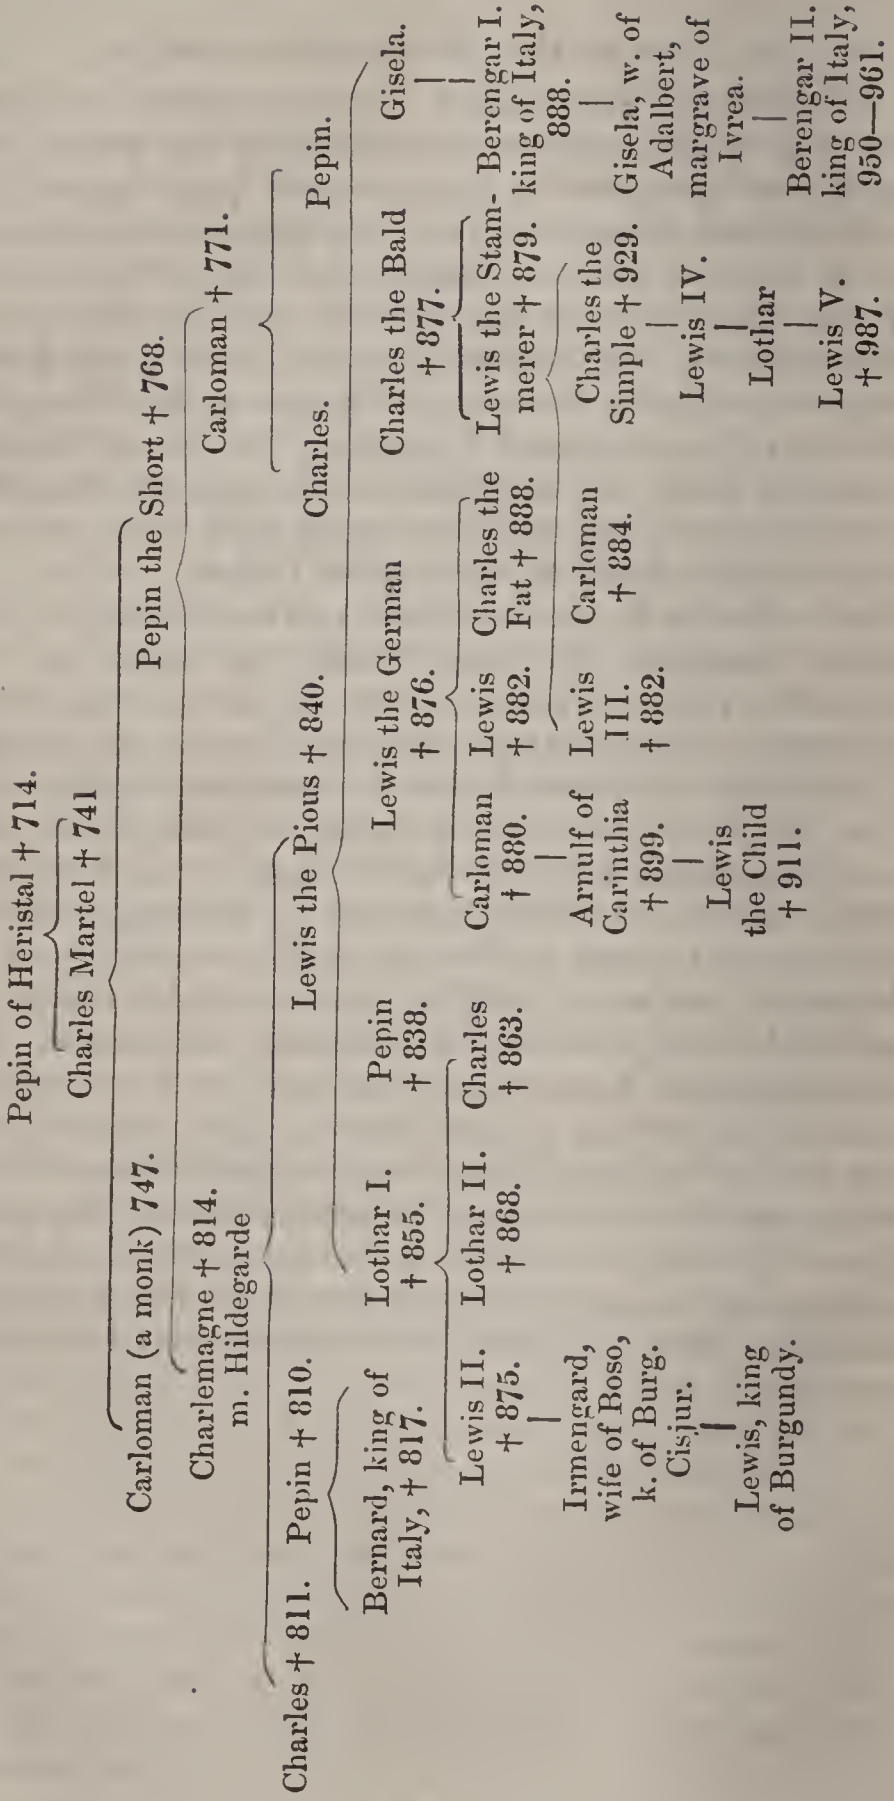 Pepin of Heristal † 714.
Charles Martel † 741
Carloman (a monk) 747.
Pepin the Short † 768.
Charlemagne † 814.
m. Hildegarde
Carloman † 771.
Charles † 811.
Pepin † 810.
Lewis the Pious † 840.
Charles.
Pepin.
Bernard, king of
Italy, † 817.
Lothar I.
† 855.
Pepin
† 838.
Lewis the German
† 876.
Charles the Bald
† 877.
Gisela.
Lewis II.
† 875.
Lothar II.
† 868.
Charles
† 863.
Carloman
† 880.
Lewis
† 882.
Charles the
Fat † 888.
Lewis the Stam-
merer † 879.
Berengar I.
king of Italy,
888.
Irmengard,
wife of Boso,
k. of Burg.
Cisjur.
Arnulf of
Carinthia
† 899.
Lewis
III.
† 882.
Carloman
† 884.
Charles the
Simple † 929.
Gisela, w. of
Adalbert,
margrave of
Ivrea.
Lewis, king
of Burgundy.
Lewis
the Child
† 911.
Lewis IV.
Lothar
Lewis V.
† 987.
Berengar II.
king of Italy,
950—961.